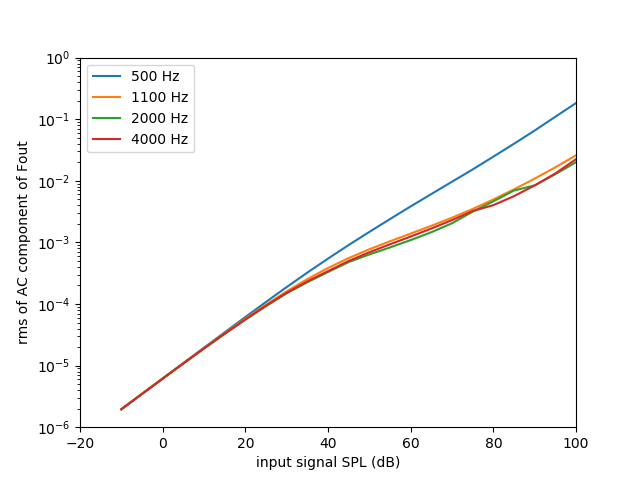 10⁰
10⁻¹
10⁻²
10⁻³
10⁻⁴
10⁻⁵
10⁻⁶
rms of AC component of Fout
500 Hz
1100 Hz
2000 Hz
4000 Hz
−20 0 20 40 60 80 100
input signal SPL (dB)